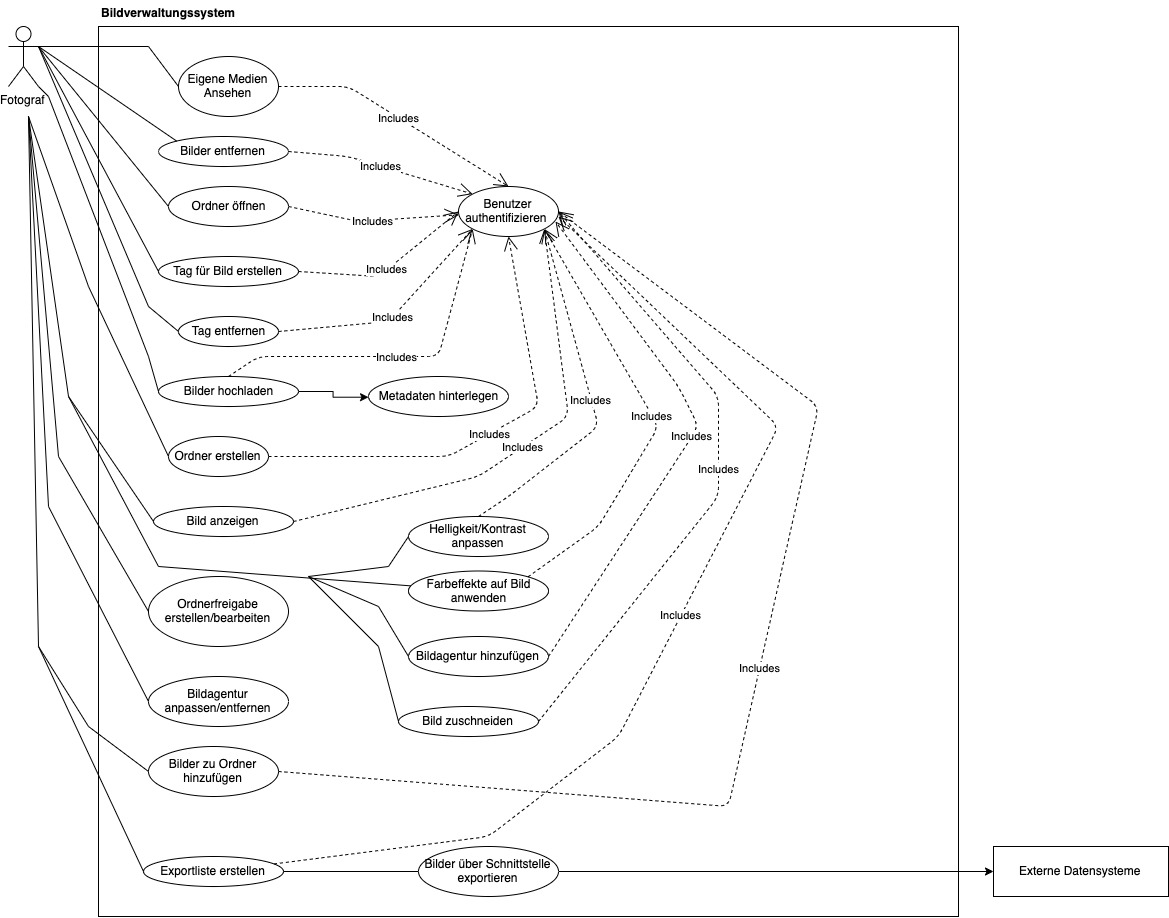 Bildverwaltungssystem
Fotograf
Eigene Medien
Ansehen
Includes
Bilder entfernen
Includes
Ordner öffnen
Includes
Benutzer
authentifizieren
Tag für Bild erstellen
Includes
Tag entfernen
Includes
Includes
Bilder hochladen
Metadaten hinterlegen
Includes
Includes
Includes
Includes
Ordner erstellen
Includes
Includes
Bild anzeigen
Helligkeit/Kontrast
anpassen
Farbeffekte auf Bild
anwenden
Ordnerfreigabe
erstellen/bearbeiten
Includes
Bildagentur hinzufügen
Includes
Bildagentur
anpassen/entfernen
Bild zuschneiden
Bilder zu Ordner
hinzufügen
Exportliste erstellen
Bilder über Schnittstelle
exportieren
Externe Datensysteme